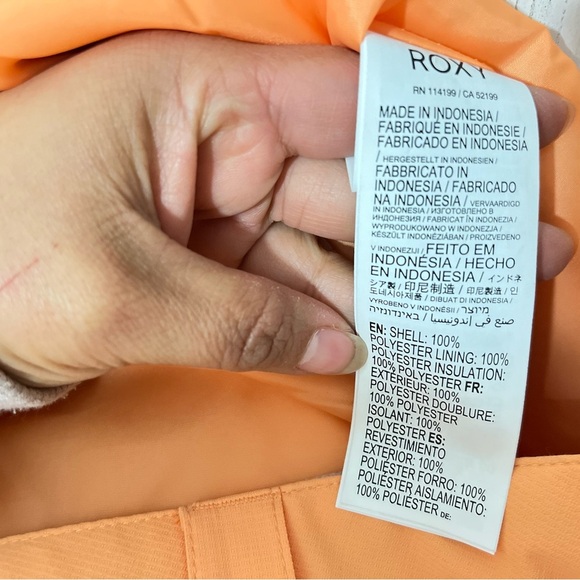 ROXY
RN 114199 / CA 52199
MADE IN INDONESIA /
FABRIQUÉ EN INDONESIE /
FABRICADO EN INDONESIA
/ HERGESTELLT IN INDONESIEN /
FABBRICATO IN
INDONESIA / FABRICADO
NA INDONESIA / VERVAARDIGD
IN INDONESIA / ИЗГОТОВЛЕНО В
ИНДОНЕЗИЯ / FABRICAT ÎN INDONEZIA /
WYPRODUKOWANO W INDONEZJA /
KÉSZÜLT INDONÉZIÁBAN / PROIZVEDENO
V INDONEZIJI / FEITO EM
INDONÉSIA / HECHO
EN INDONESIA / インドネ
シア製 / 印尼制造 / 印尼製造 / 인
도네시아제품 / DIBUAT DI INDONESIA /
VYROBENO V INDONÉSII / מיוצר
صنع في إندونيسيا / באינדונזיה
EN: SHELL: 100%
POLYESTER LINING: 100%
POLYESTER INSULATION:
100% POLYESTER FR:
EXTÉRIEUR: 100%
POLYESTER DOUBLURE:
100% POLYESTER
ISOLANT: 100%
POLYESTER ES:
REVESTIMIENTO
EXTERIOR: 100%
POLIÉSTER FORRO: 100%
POLIÉSTER AISLAMIENTO:
100% POLIÉSTER DE: